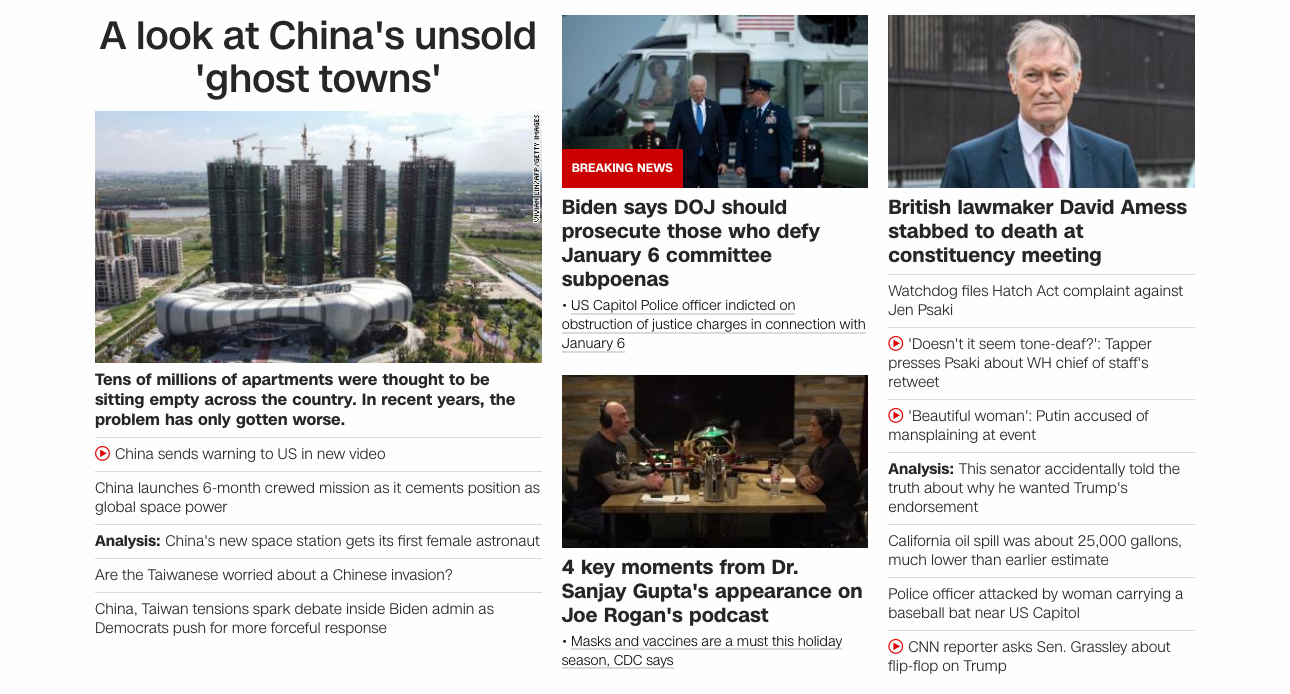 A look at China's unsold
'ghost towns'
VIVIAN LIN/AFP/GETTY IMAGES
Tens of millions of apartments were thought to be
sitting empty across the country. In recent years, the
problem has only gotten worse.
China sends warning to US in new video
China launches 6-month crewed mission as it cements position as
global space power
Analysis: China's new space station gets its first female astronaut
Are the Taiwanese worried about a Chinese invasion?
China, Taiwan tensions spark debate inside Biden admin as
Democrats push for more forceful response
BREAKING NEWS
Biden says DOJ should
prosecute those who defy
January 6 committee
subpoenas
• US Capitol Police officer indicted on
obstruction of justice charges in connection with
January 6
4 key moments from Dr.
Sanjay Gupta's appearance on
Joe Rogan's podcast
• Masks and vaccines are a must this holiday
season, CDC says
British lawmaker David Amess
stabbed to death at
constituency meeting
Watchdog files Hatch Act complaint against
Jen Psaki
'Doesn't it seem tone-deaf?': Tapper
presses Psaki about WH chief of staff's
retweet
'Beautiful woman': Putin accused of
mansplaining at event
Analysis: This senator accidentally told the
truth about why he wanted Trump's
endorsement
California oil spill was about 25,000 gallons,
much lower than earlier estimate
Police officer attacked by woman carrying a
baseball bat near US Capitol
CNN reporter asks Sen. Grassley about
flip-flop on Trump